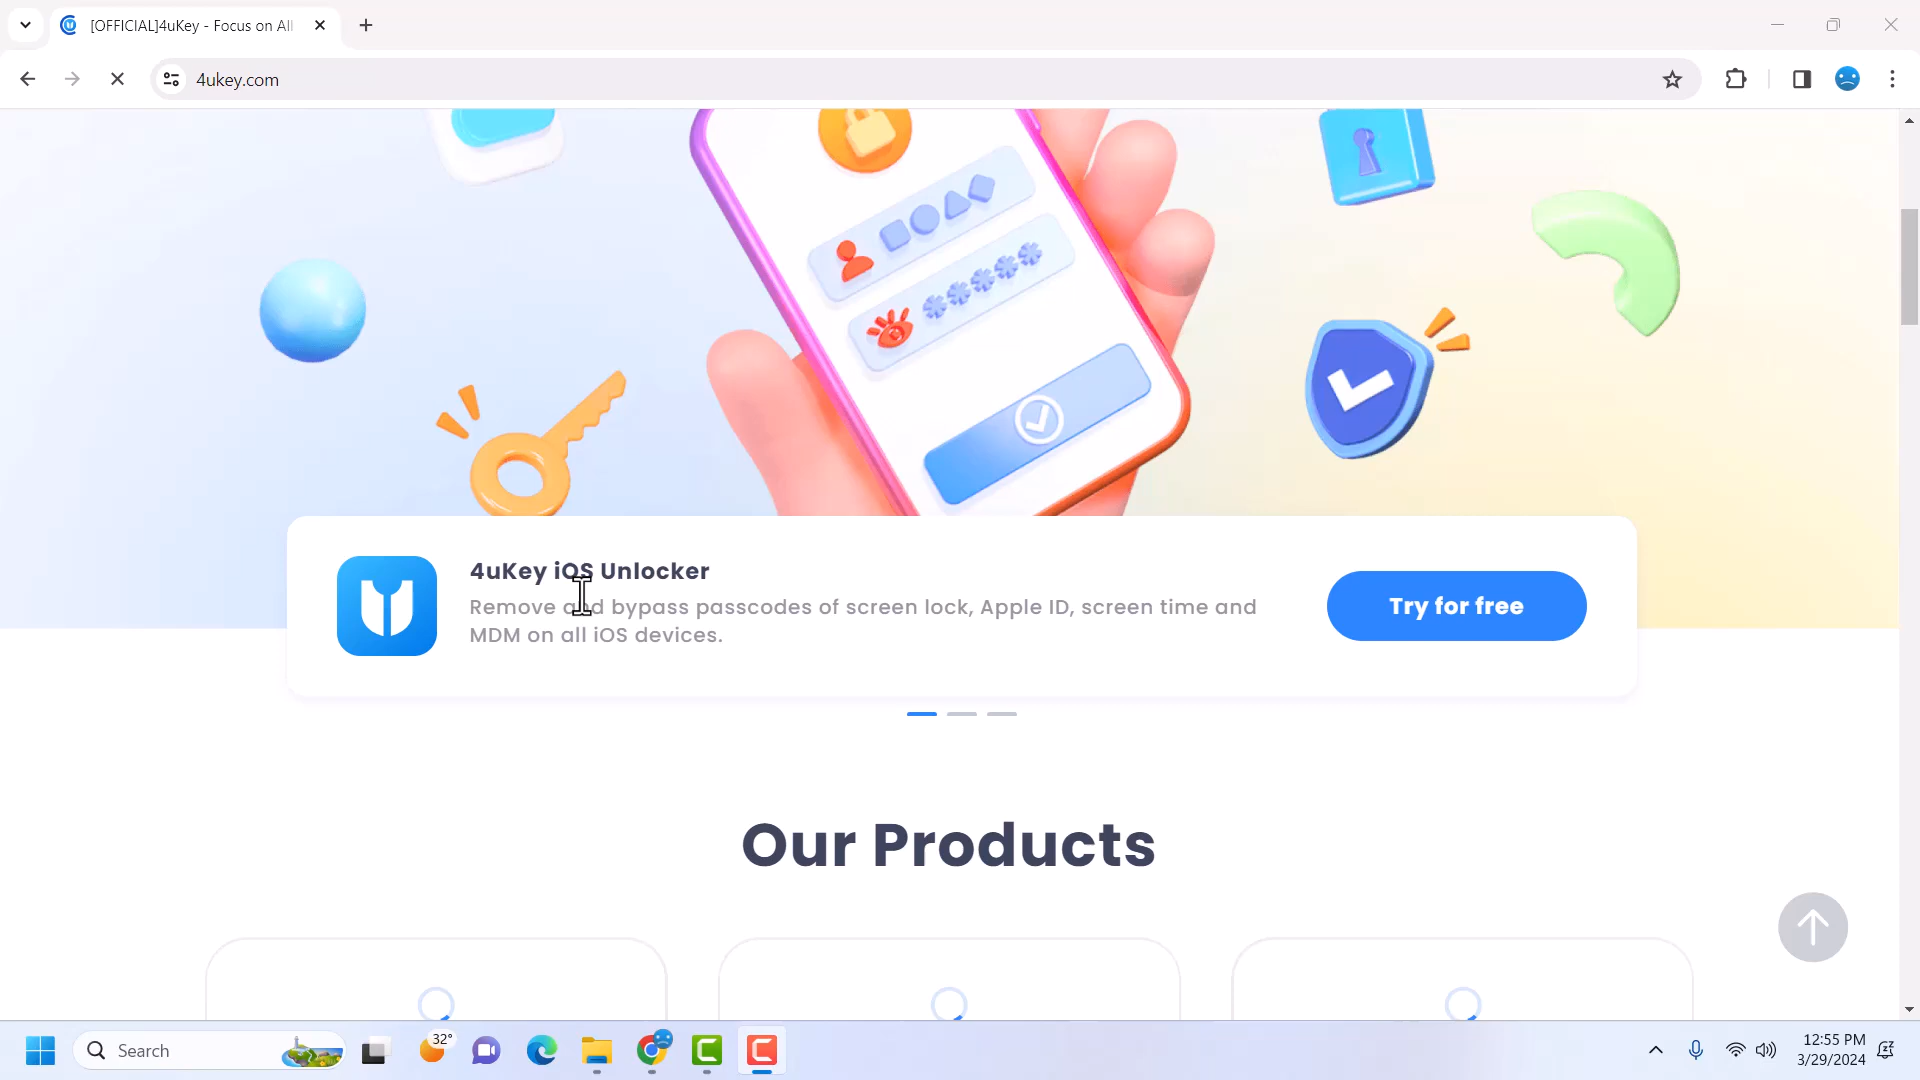 [OFFICIAL]4uKey - Focus on All
4ukey.com
4uKey iOS Unlocker
Remove and bypass passcodes of screen lock, Apple ID, screen time and
MDM on all iOS devices.
Try for free
Our Products
Search
32°
12:55 PM
3/29/2024